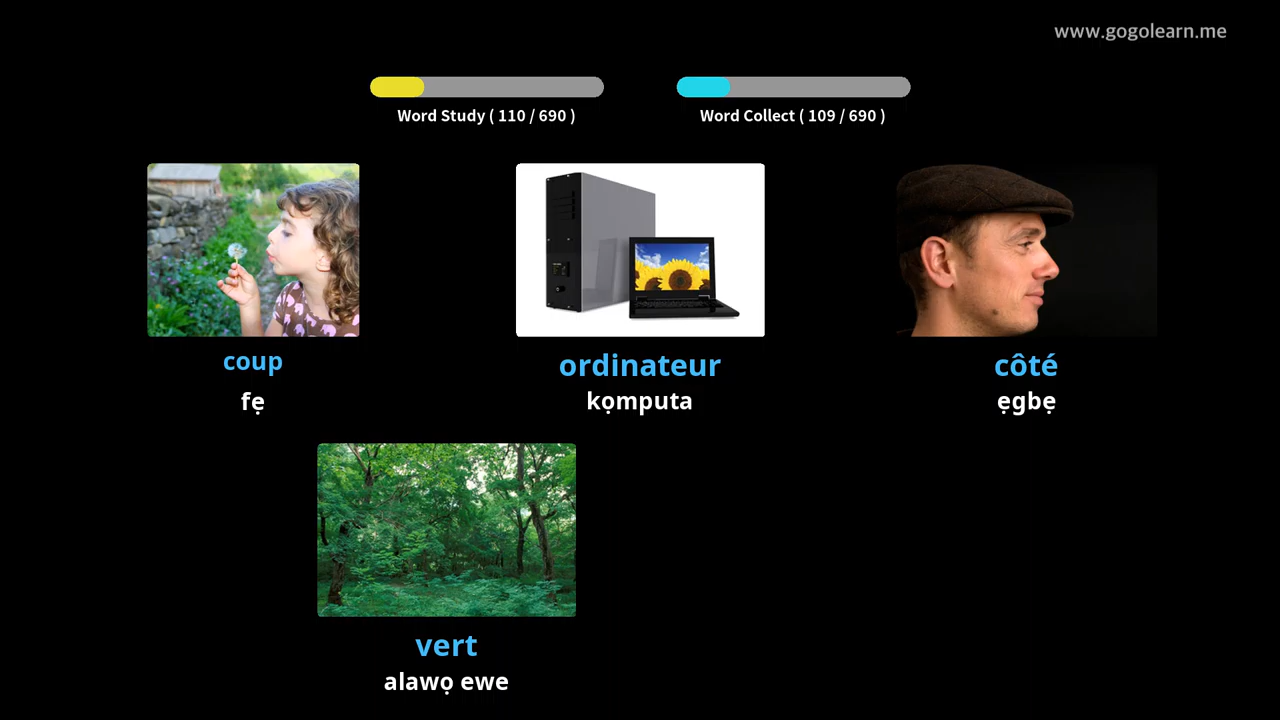 www.gogolearn.me
Word Study ( 110 / 690 )
Word Collect ( 109 / 690 )
coup
fẹ
ordinateur
kọmputa
côté
ẹgbẹ
vert
alawọ ewe